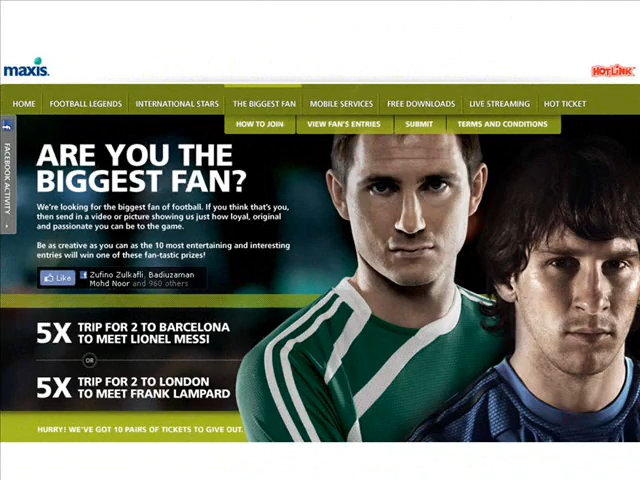 maxis.
HOTLINK
HOME
FOOTBALL LEGENDS
INTERNATIONAL STARS
THE BIGGEST FAN
MOBILE SERVICES
FREE DOWNLOADS
LIVE STREAMING
HOT TICKET
HOW TO JOIN
VIEW FAN'S ENTRIES
SUBMIT
TERMS AND CONDITIONS
FACEBOOK ACTIVITY
ARE YOU THE
BIGGEST FAN?
We're looking for the biggest fan of football. If you think that's you,
then send in a video or picture showing us just how loyal, original
and passionate you can be to the game.
Be as creative as you can as the 10 most entertaining and interesting
entries will win one of these fan-tastic prizes!
Like
Zufino Zulkafli, Badiuzaman
Mohd Noor and 960 others
5X TRIP FOR 2 TO BARCELONA
TO MEET LIONEL MESSI
OR
5X TRIP FOR 2 TO LONDON
TO MEET FRANK LAMPARD
HURRY! WE'VE GOT 10 PAIRS OF TICKETS TO GIVE OUT.